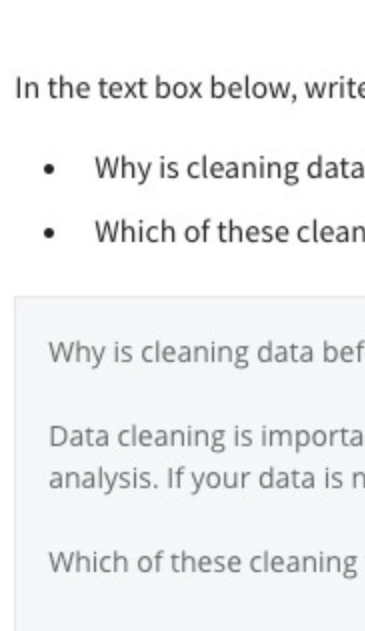 In the text box below, write
• Why is cleaning data
• Which of these clean
Why is cleaning data bef
Data cleaning is importa
analysis. If your data is n
Which of these cleaning